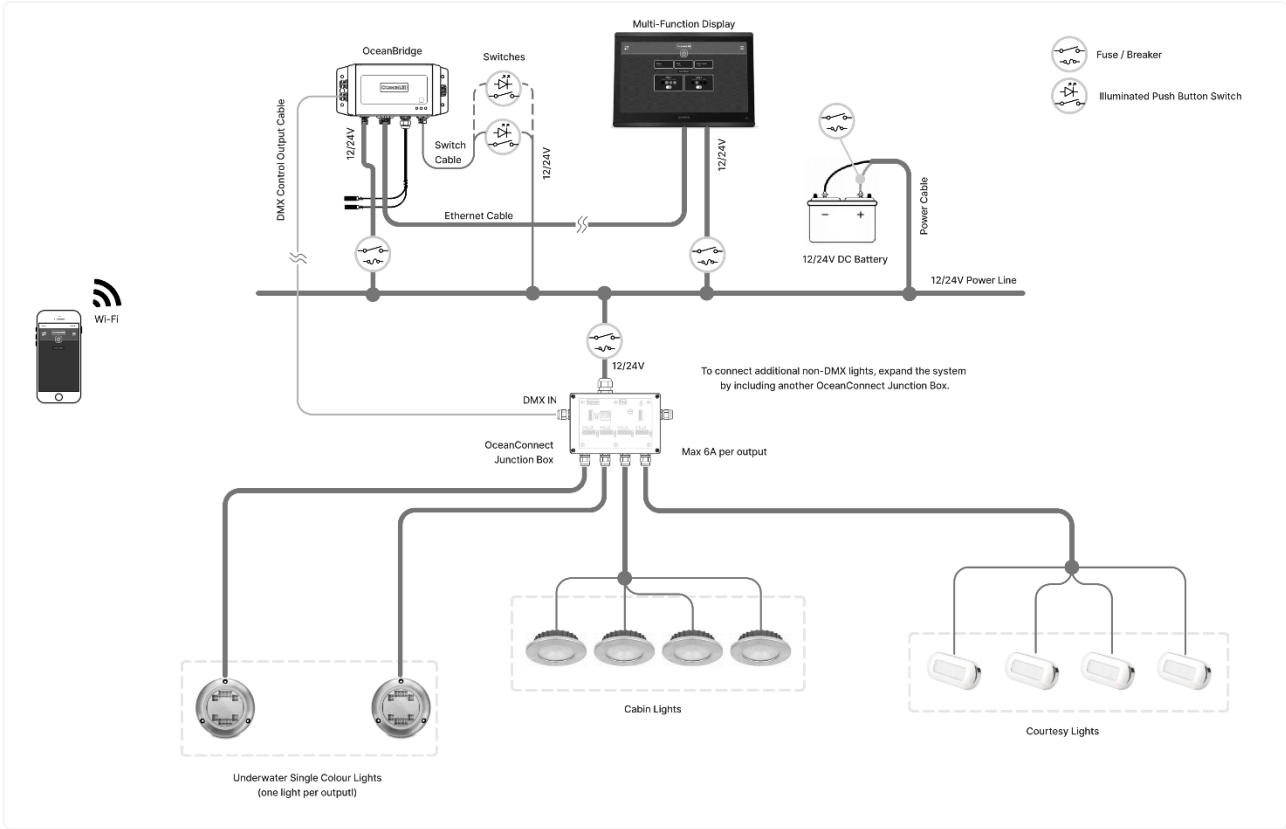 Multi-Function Display
OceanBridge
Switches
Fuse / Breaker
Illuminated Push Button Switch
DMX Control Output Cable
12/24V
Switch
Cable
12/24V
12/24V
Ethernet Cable
Power Cable
12/24V DC Battery
12/24V Power Line
Wi-Fi
12/24V
To connect additional non-DMX lights, expand the system
by including another OceanConnect Junction Box.
DMX IN
OceanConnect
Junction Box
Max 6A per output
Cabin Lights
Courtesy Lights
Underwater Single Colour Lights
(one light per outputl)